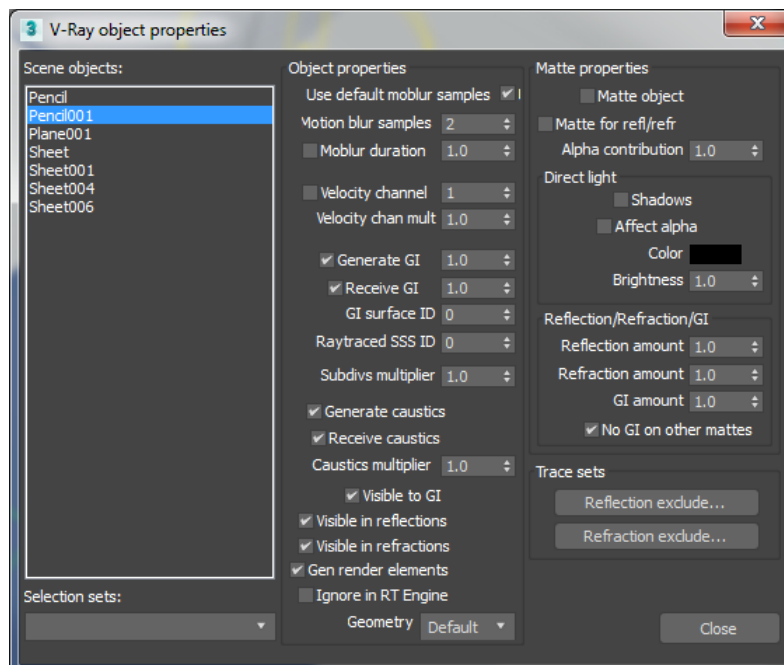 3 V-Ray object properties
X
Scene objects:
Pencil
Pencil001
Plane001
Sheet
Sheet001
Sheet004
Sheet006
Selection sets:
Object properties
Use default moblur samples
Motion blur samples 2
Moblur duration 1.0
Velocity channel 1
Velocity chan mult 1.0
Generate GI 1.0
Receive GI 1.0
GI surface ID 0
Raytraced SSS ID 0
Subdivs multiplier 1.0
Generate caustics
Receive caustics
Caustics multiplier 1.0
Visible to GI
Visible in reflections
Visible in refractions
Gen render elements
Ignore in RT Engine
Geometry Default
Matte properties
Matte object
Matte for refl/refr
Alpha contribution 1.0
Direct light
Shadows
Affect alpha
Color
Brightness 1.0
Reflection/Refraction/GI
Reflection amount 1.0
Refraction amount 1.0
GI amount 1.0
No GI on other mattes
Trace sets
Reflection exclude...
Refraction exclude...
Close